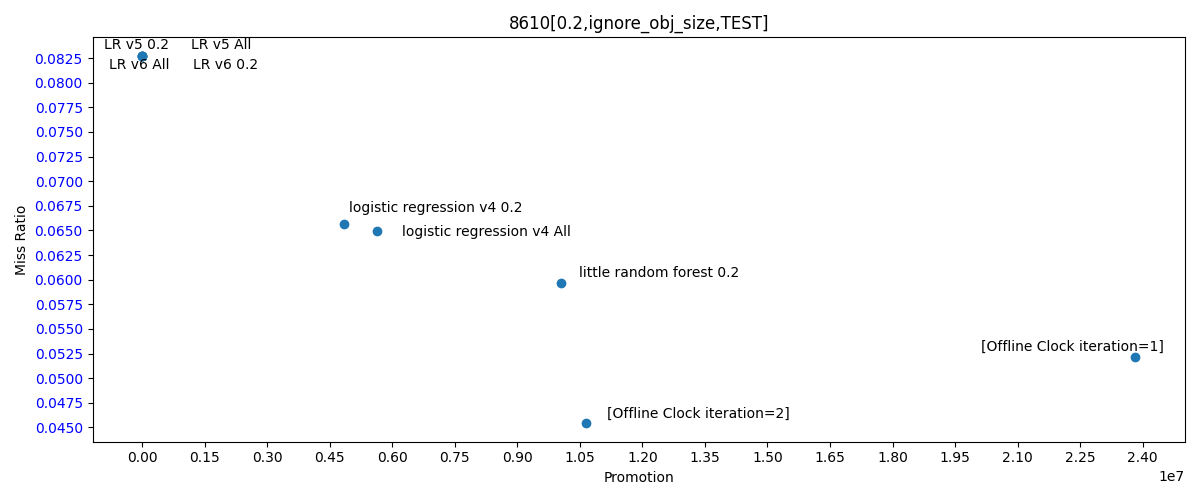 8610[0.2,ignore_obj_size,TEST]
LR v5 0.2 LR v5 All
LR v6 All LR v6 0.2
0.0825
0.0800
0.0775
0.0750
0.0725
0.0700
0.0675
0.0650
0.0625
0.0600
0.0575
0.0550
0.0525
0.0500
0.0475
0.0450
Miss Ratio
logistic regression v4 0.2
logistic regression v4 All
little random forest 0.2
[Offline Clock iteration=1]
[Offline Clock iteration=2]
0.00 0.15 0.30 0.45 0.60 0.75 0.90 1.05 1.20 1.35 1.50 1.65 1.80 1.95 2.10 2.25 2.40
1e7
Promotion